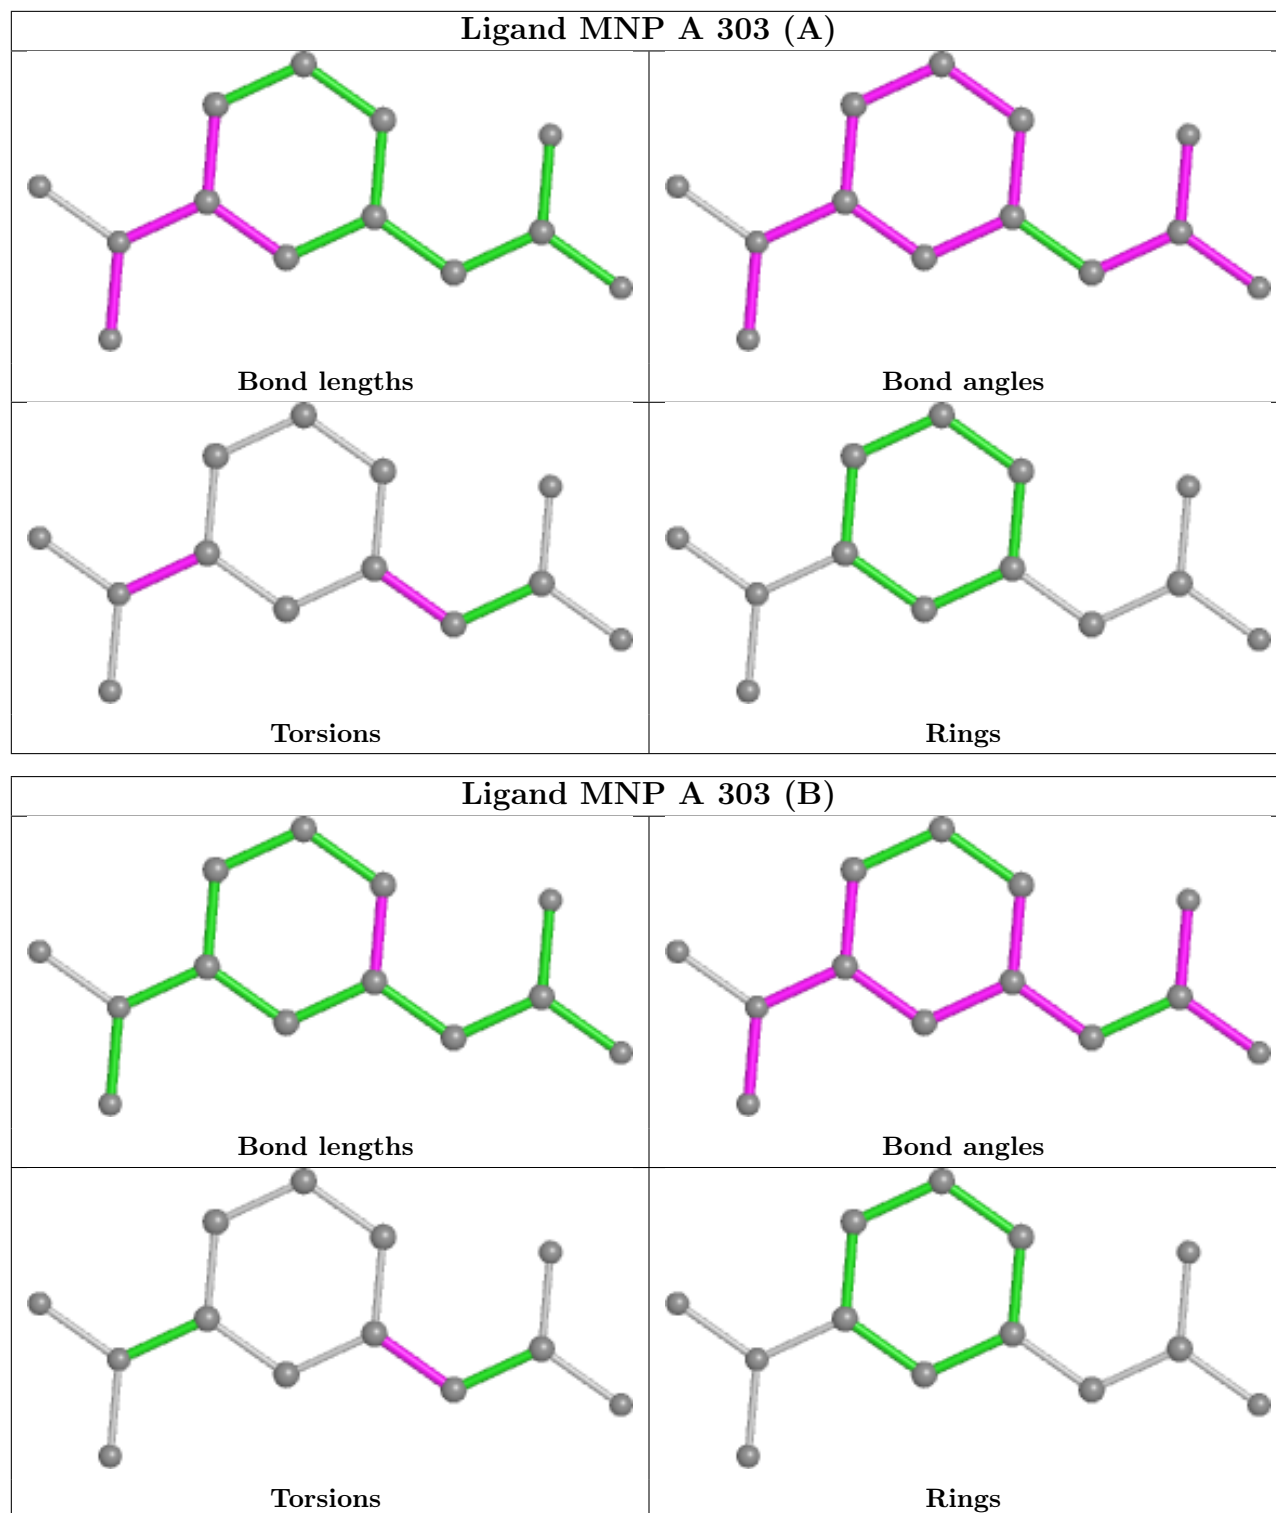 Ligand MNP A 303 (A)
Bond lengths
Bond angles
Torsions
Rings
Ligand MNP A 303 (B)
Bond lengths
Bond angles
Torsions
Rings